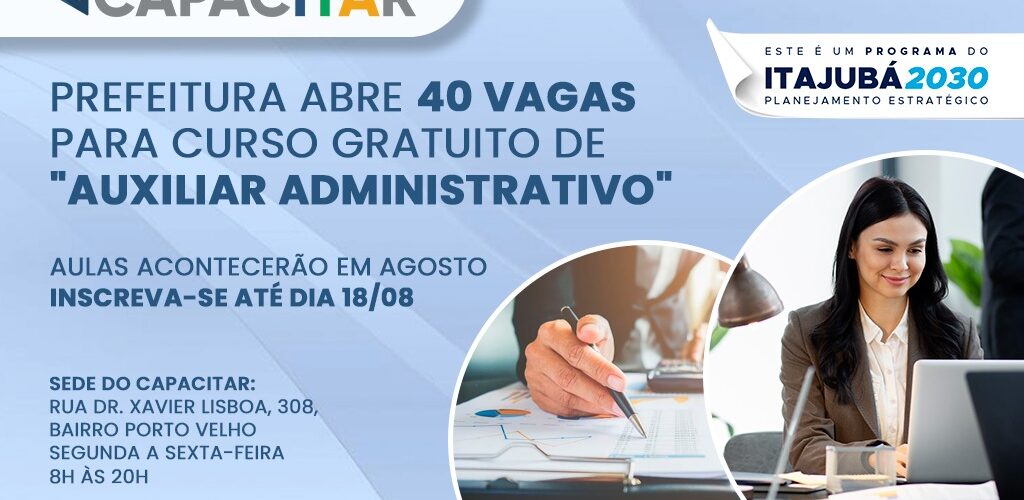 CAPACITAR
ESTE É UM PROGRAMA DO
ITAJUBÁ2030
PLANEJAMENTO ESTRATÉGICO
PREFEITURA ABRE 40 VAGAS
PARA CURSO GRATUITO DE
"AUXILIAR ADMINISTRATIVO"
AULAS ACONTECERÃO EM AGOSTO
INSCREVA-SE ATÉ DIA 18/08
SEDE DO CAPACITAR:
RUA DR. XAVIER LISBOA, 308,
BAIRRO PORTO VELHO
SEGUNDA A SEXTA-FEIRA
8H ÀS 20H